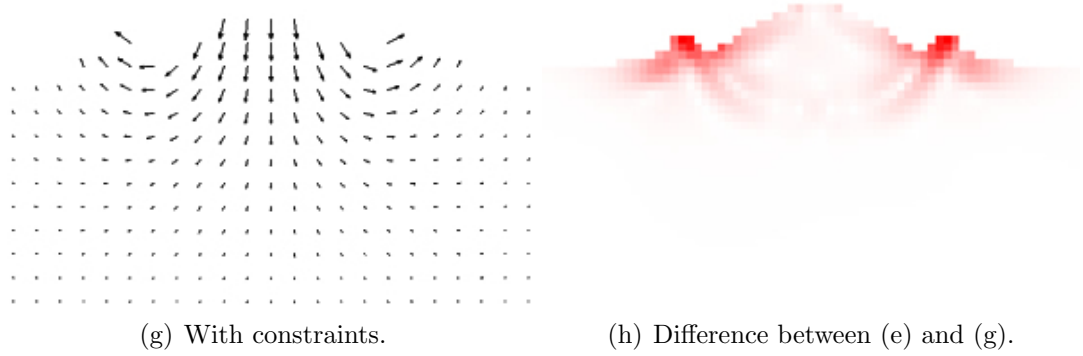 (g) With constraints.
(h) Difference between (e) and (g).